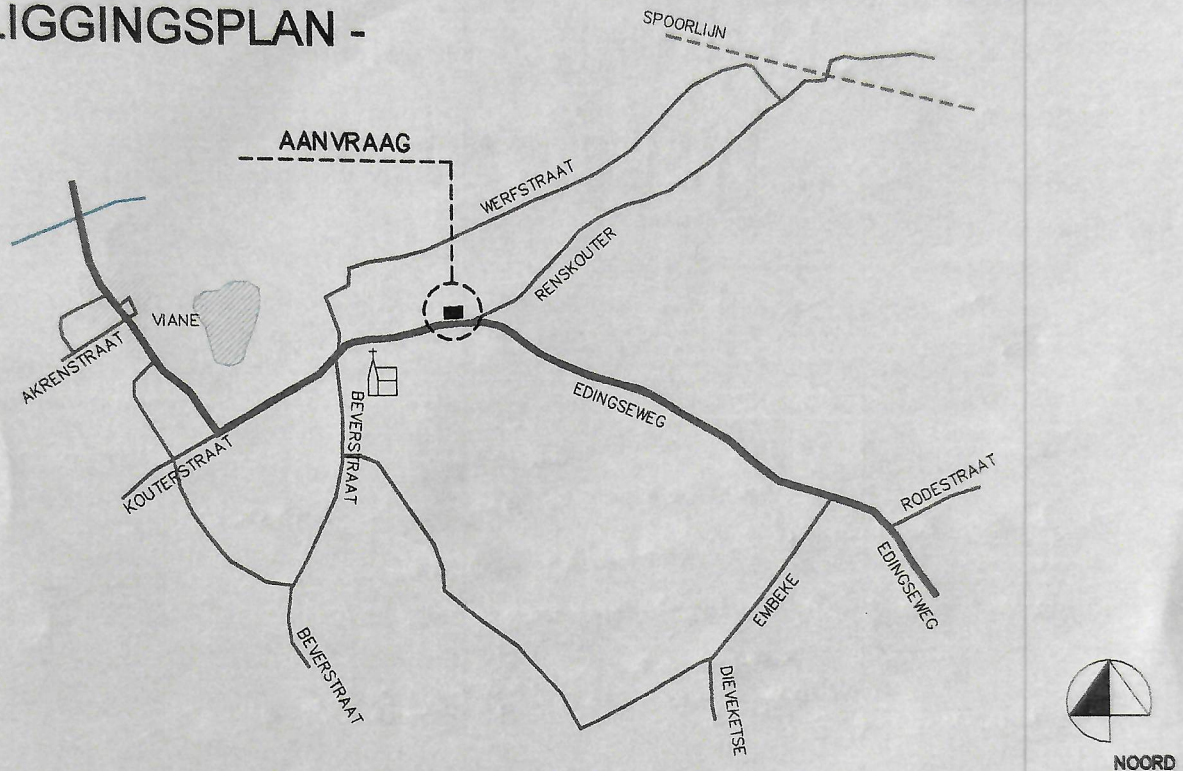 LIGGINGSPLAN -
SPOORLIJN
AANVRAAG
WERFSTRAAT
RENSKOUTER
VIANE
AKRENSTRAAT
EDINGSEWEG
BEVERSTRAAT
KOUTERSTRAAT
RODESTRAAT
EDINGSEWEG
EMBEKE
BEVERSTRAAT
DIEVEKETSE
NOORD